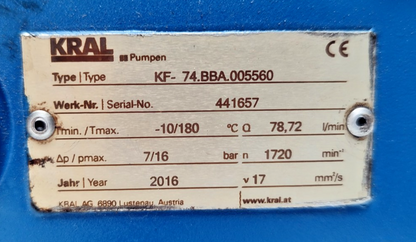 KRAL
Pumpen
CE
Type | Type KF- 74.BBA.005560
Werk-Nr. | Serial-No. 441657
Tmin. / Tmax. -10/180 °C Q 78,72 l/min
Δp / pmax. 7/16 bar n 1720 min⁻¹
Jahr | Year 2016 ν 17 mm²/s
KRAL AG 6890 Lustenau, Austria www.kral.at